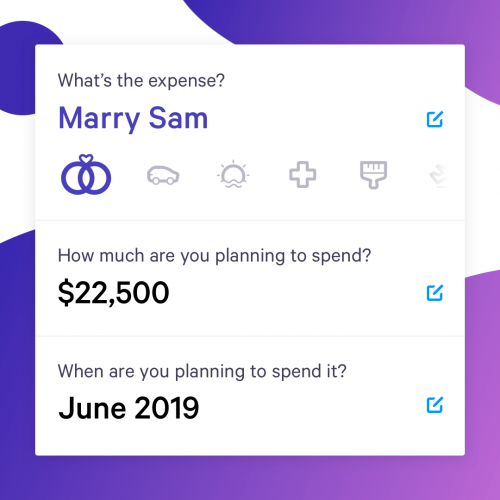 What’s the expense?
Marry Sam
How much are you planning to spend?
$22,500
When are you planning to spend it?
June 2019